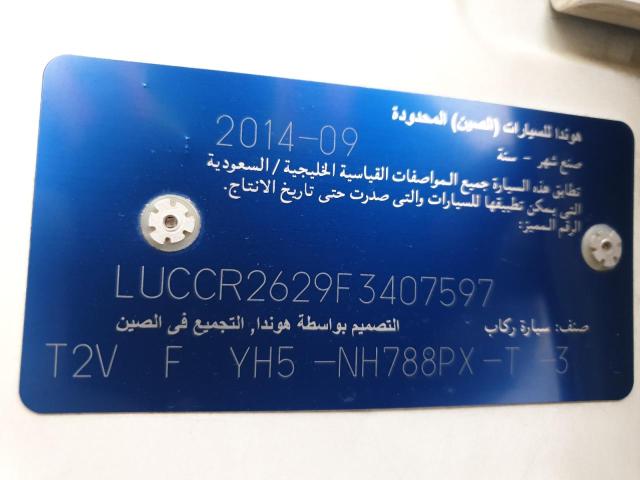 هوندا للسيارات (الصين) المحدودة
2014-09
صنع شهر - سنة
تطابق هذه السيارة جميع المواصفات القياسية الخليجية / السعودية
التي يمكن تطبيقها للسيارات والتى صدرت حتى تاريخ الانتاج.
الرقم المميز:
LUCCR2629F3407597
صنف: سيارة ركاب التصميم بواسطة هوندا, التجميع فى الصين
T2V F YH5 -NH788PX-T -3